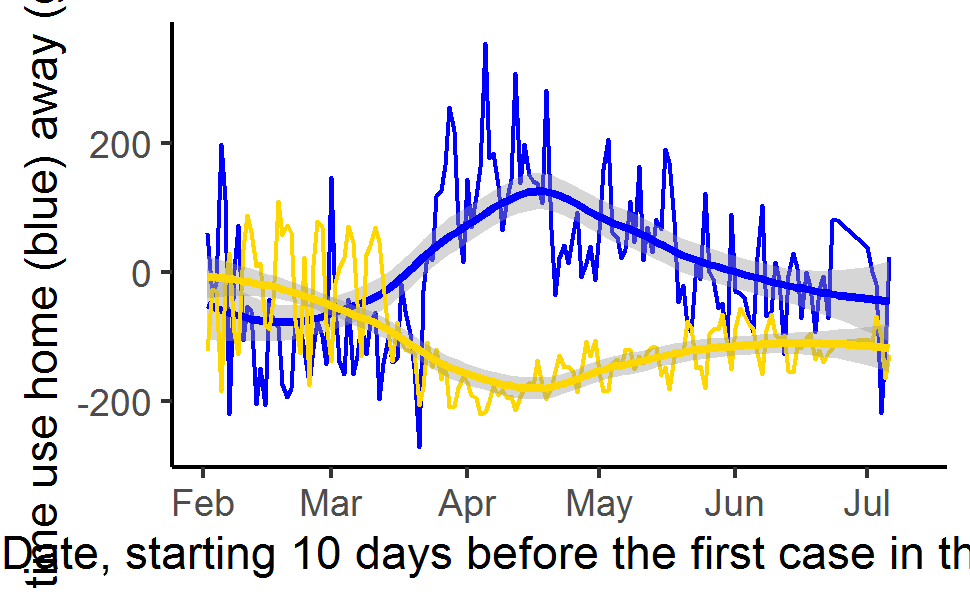 time use home (blue) away (
200
0
-200
Feb Mar Apr May Jun Jul
Date, starting 10 days before the first case in th